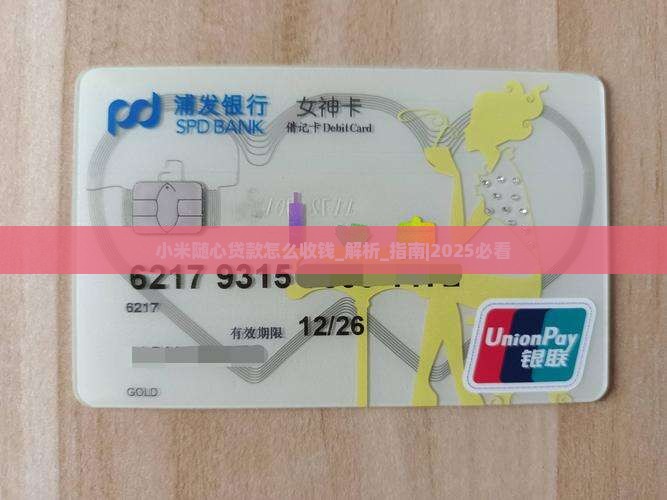 浦发银行
SPD BANK
女神卡
借记卡 Debit Card
小米随心贷款怎么收钱_解析_指南|2025必看
6217 9315
6217
有效期限 12/26
GOLD
UnionPay
银联